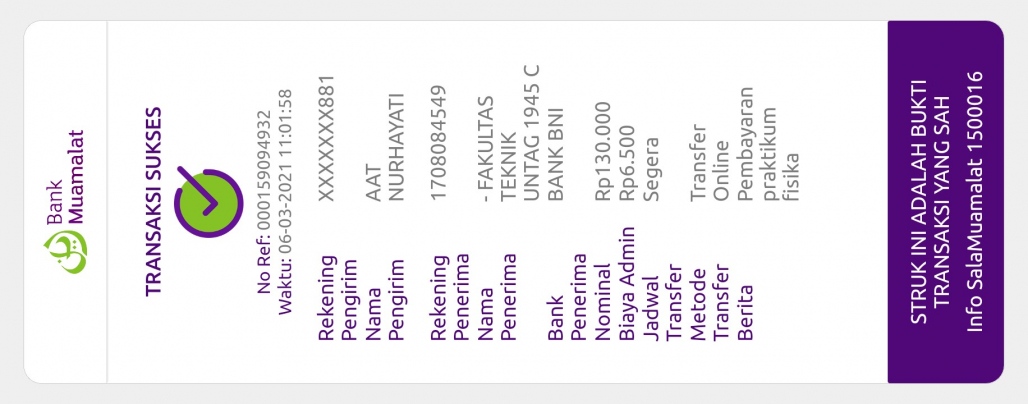 Bank
Muamalat
TRANSAKSI SUKSES
No Ref: 000159094932
Waktu: 06-03-2021 11:01:58
Rekening XXXXXXXX881
Pengirim
Nama AAT
Pengirim NURHAYATI
Rekening 1708084549
Penerima
Nama - FAKULTAS
Penerima TEKNIK
UNTAG 1945 C
Bank BANK BNI
Penerima
Nominal Rp130.000
Biaya Admin Rp6.500
Jadwal Segera
Transfer
Metode Transfer
Transfer Online
Berita Pembayaran
praktikum
fisika
STRUK INI ADALAH BUKTI
TRANSAKSI YANG SAH
Info SalaMuamalat 1500016